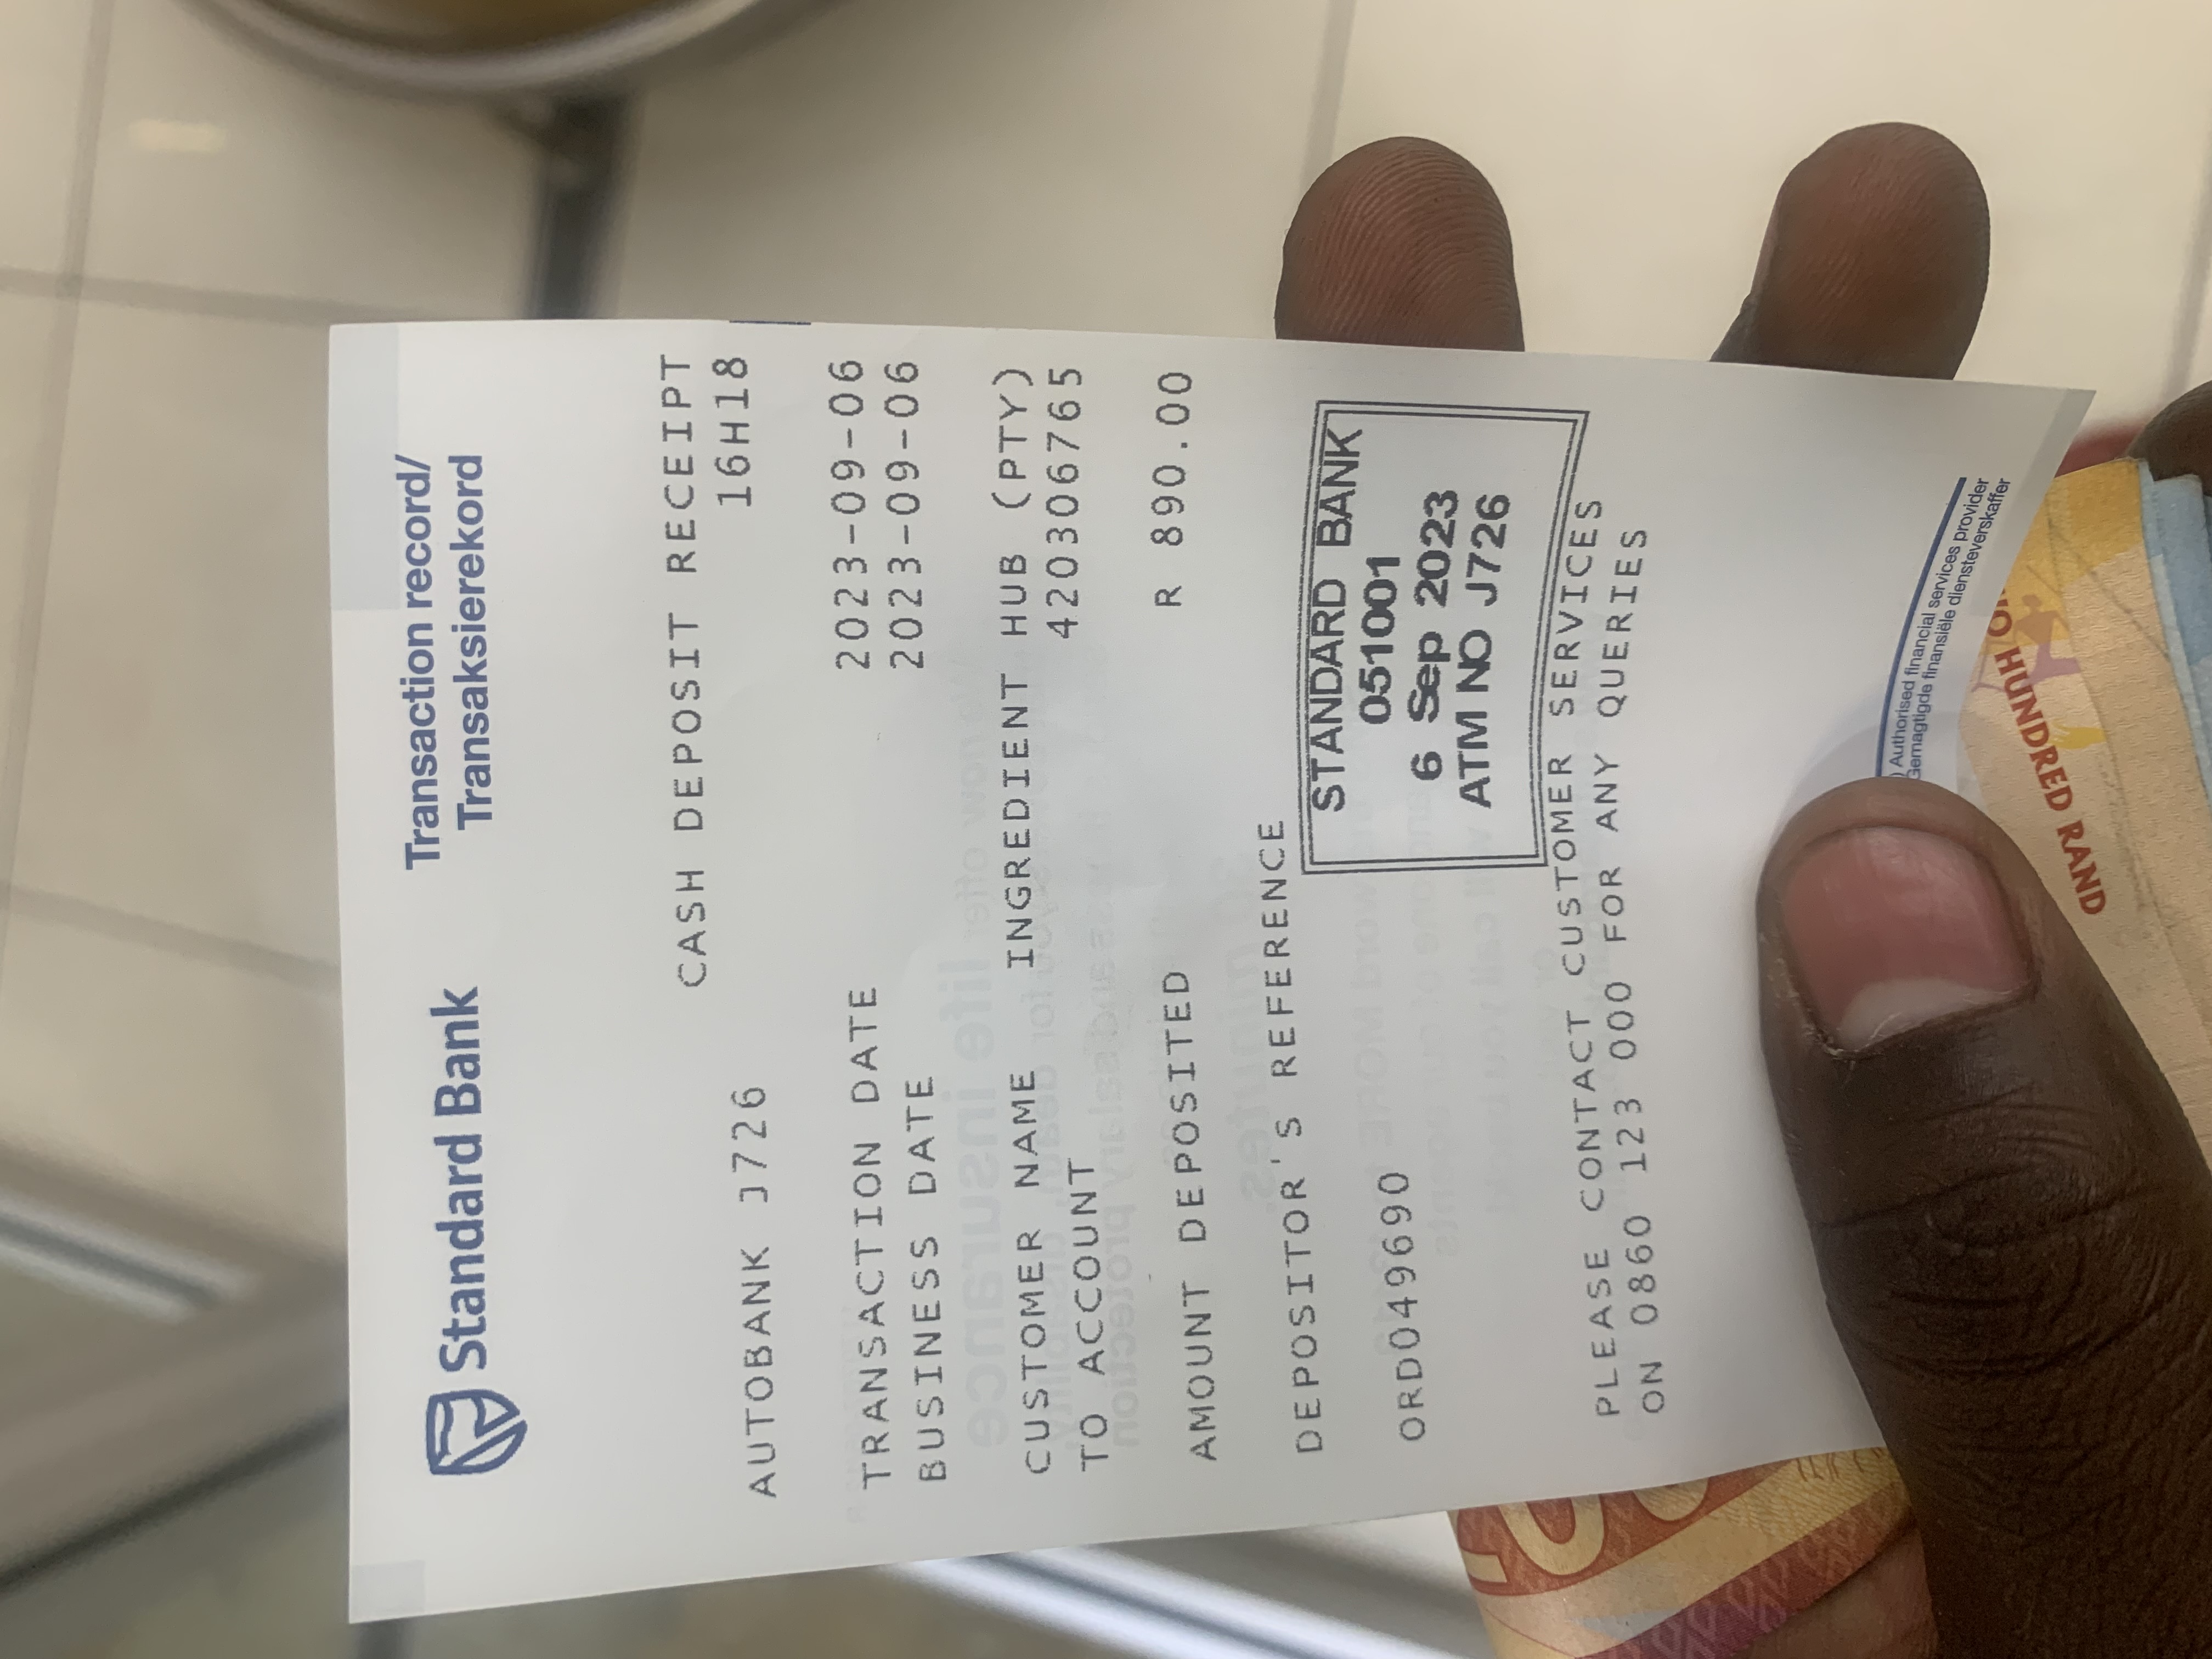 Standard Bank Transaction record/
Transaksierekord
CASH DEPOSIT RECEIPT
AUTOBANK J726 16H18
TRANSACTION DATE 2023-09-06
BUSINESS DATE 2023-09-06
CUSTOMER NAME INGREDIENT HUB (PTY)
TO ACCOUNT 420306765
AMOUNT DEPOSITED R 890.00
DEPOSITOR'S REFERENCE
ORD049690
STANDARD BANK
051001
6 Sep 2023
ATM NO J726
PLEASE CONTACT CUSTOMER SERVICES
ON 0860 123 000 FOR ANY QUERIES
) Authorised financial services provider
Gemagtigde finansiële diensteverskaffer
HUNDRED RAND